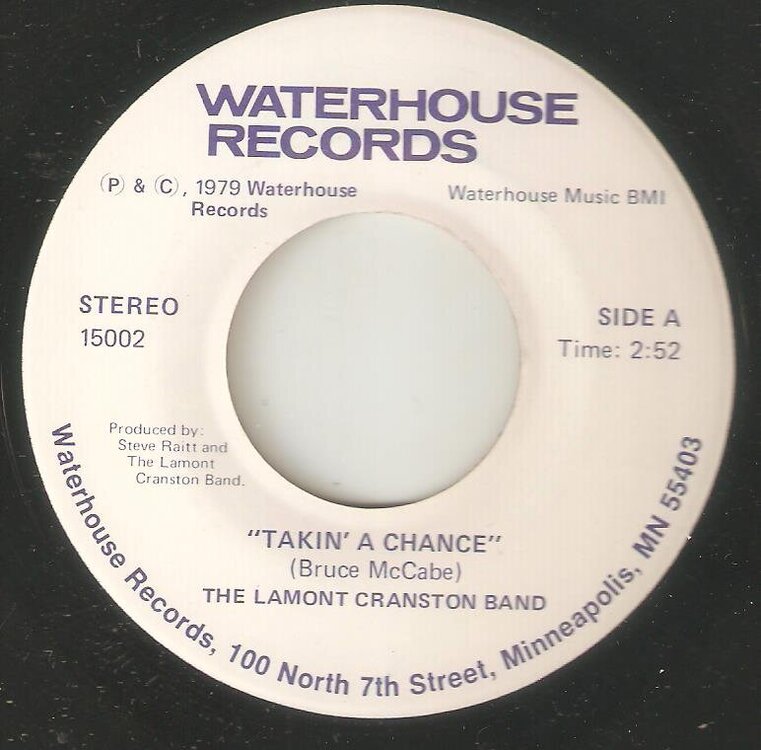 WATERHOUSE
RECORDS
Ⓟ & Ⓒ, 1979 Waterhouse
Records
Waterhouse Music BMI
STEREO
15002
SIDE A
Time: 2:52
Produced by:
Steve Raitt and
The Lamont
Cranston Band.
"TAKIN' A CHANCE"
(Bruce McCabe)
THE LAMONT CRANSTON BAND
Waterhouse Records, 100 North 7th Street, Minneapolis, MN 55403